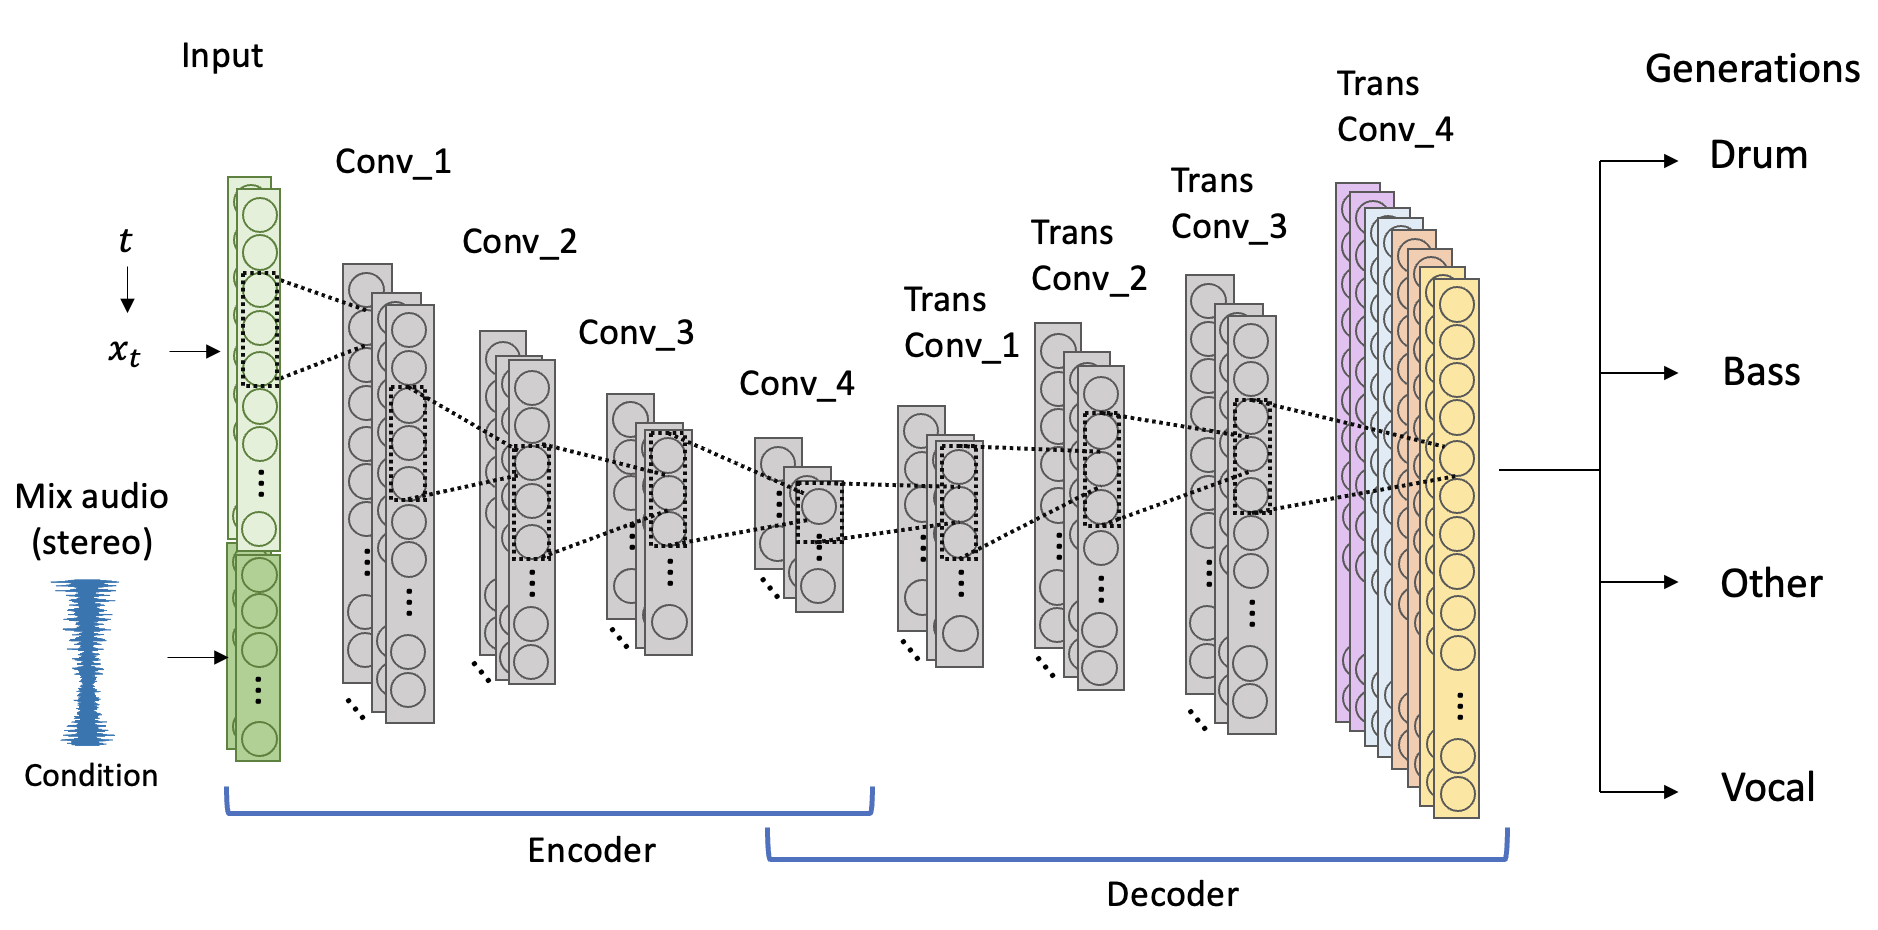 Input
Conv_1
Conv_2
Conv_3
Conv_4
Trans
Conv_1
Trans
Conv_2
Trans
Conv_3
Trans
Conv_4
Generations
Drum
Bass
Other
Vocal
t
x_t
Mix audio
(stereo)
Condition
Encoder
Decoder